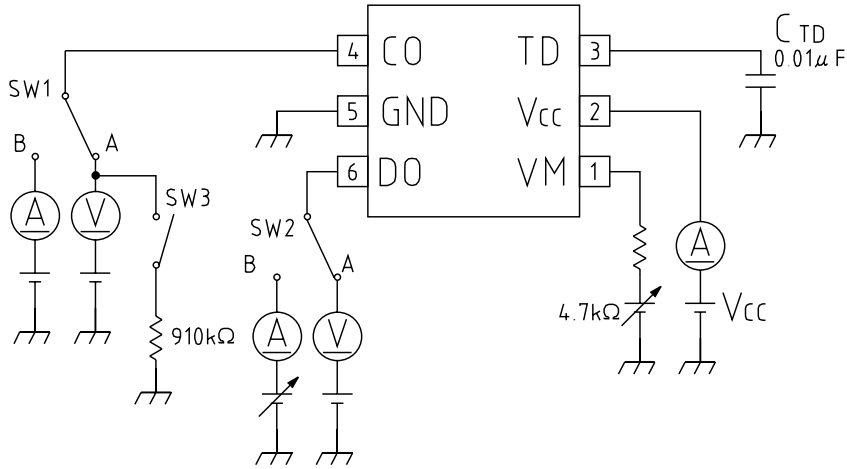 4 CO
TD 3
C TD
0.01μF
SW1
5 GND
Vcc 2
B
A
6 DO
VM 1
SW3
A
V
SW2
B
A
A
910kΩ
A
V
4.7kΩ
Vcc